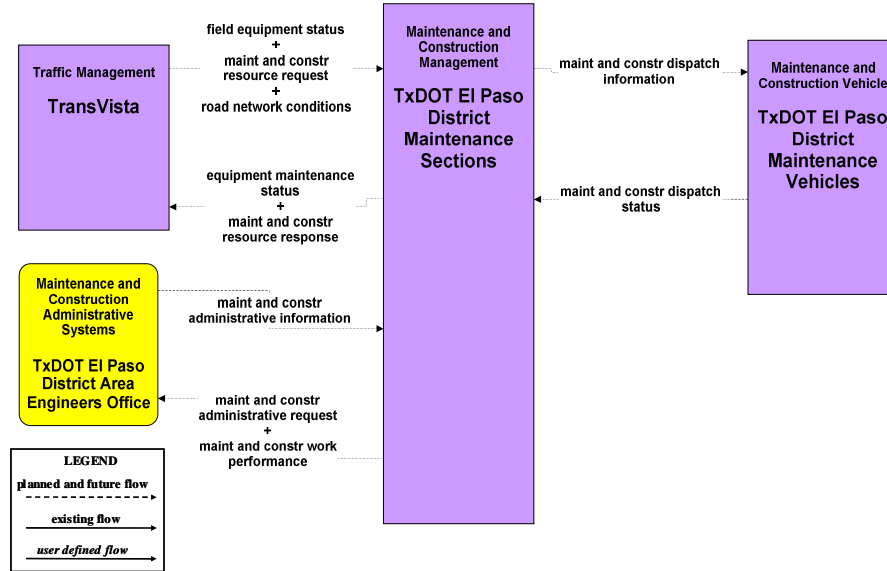 Traffic Management
TransVista
field equipment status
+
maint and constr
resource request
+
road network conditions
equipment maintenance
status
+
maint and constr
resource response
Maintenance and
Construction
Management
TxDOT El Paso
District
Maintenance
Sections
maint and constr dispatch
information
maint and constr dispatch
status
Maintenance and
Construction Vehicle
TxDOT El Paso
District
Maintenance
Vehicles
Maintenance and
Construction
Administrative
Systems
TxDOT El Paso
District Area
Engineers Office
maint and constr
administrative information
maint and constr
administrative request
+
maint and constr work
performance
LEGEND
planned and future flow
existing flow
user defined flow